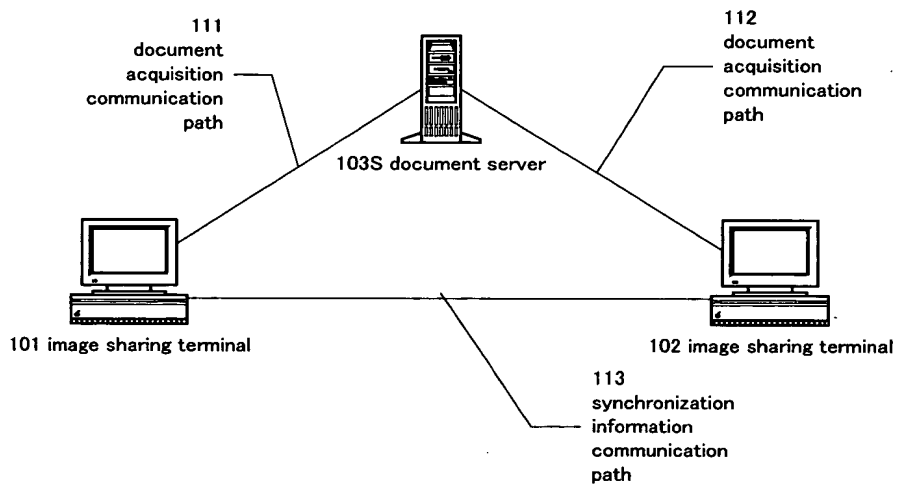 111
document
acquisition
communication
path
112
document
acquisition
communication
path
103S document server
101 image sharing terminal
102 image sharing terminal
113
synchronization
information
communication
path